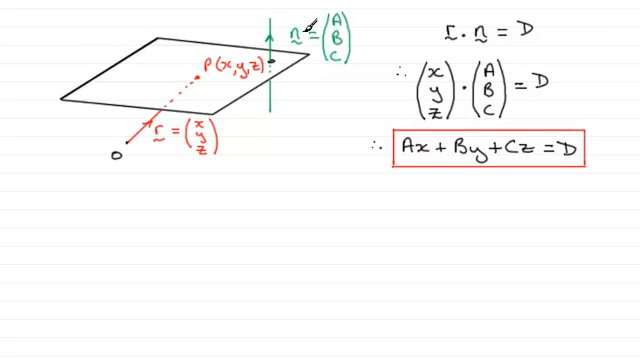 n = (A B C)
P(x,y,z)
r = (x y z)
O
r · n = D
∴ (x y z) · (A B C) = D
∴ Ax + By + Cz = D